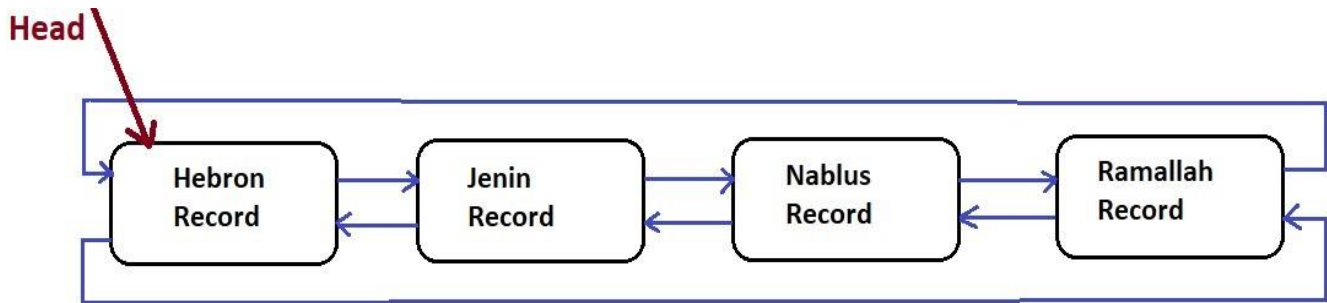 Head
Hebron
Record
Jenin
Record
Nablus
Record
Ramallah
Record